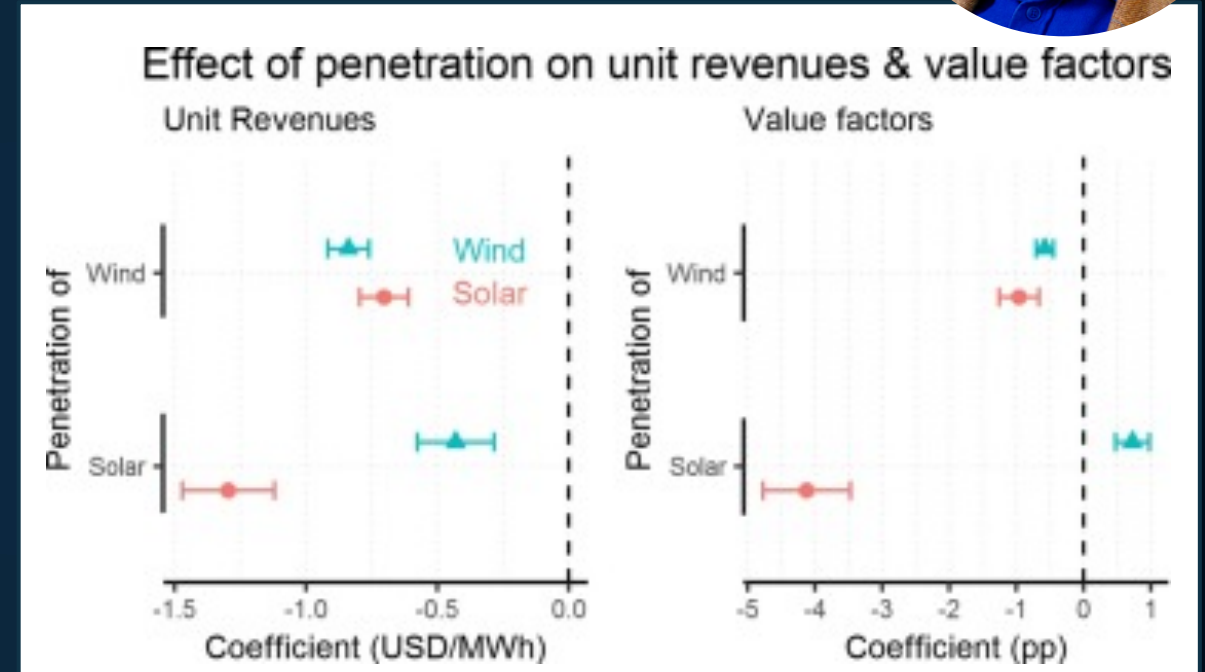 Effect of penetration on unit revenues & value factors
Unit Revenues
Penetration of
Wind
Solar
Wind
Solar
-1.5 -1.0 -0.5 0.0
Coefficient (USD/MWh)
Value factors
Penetration of
Wind
Solar
-5 -4 -3 -2 -1 0 1
Coefficient (pp)